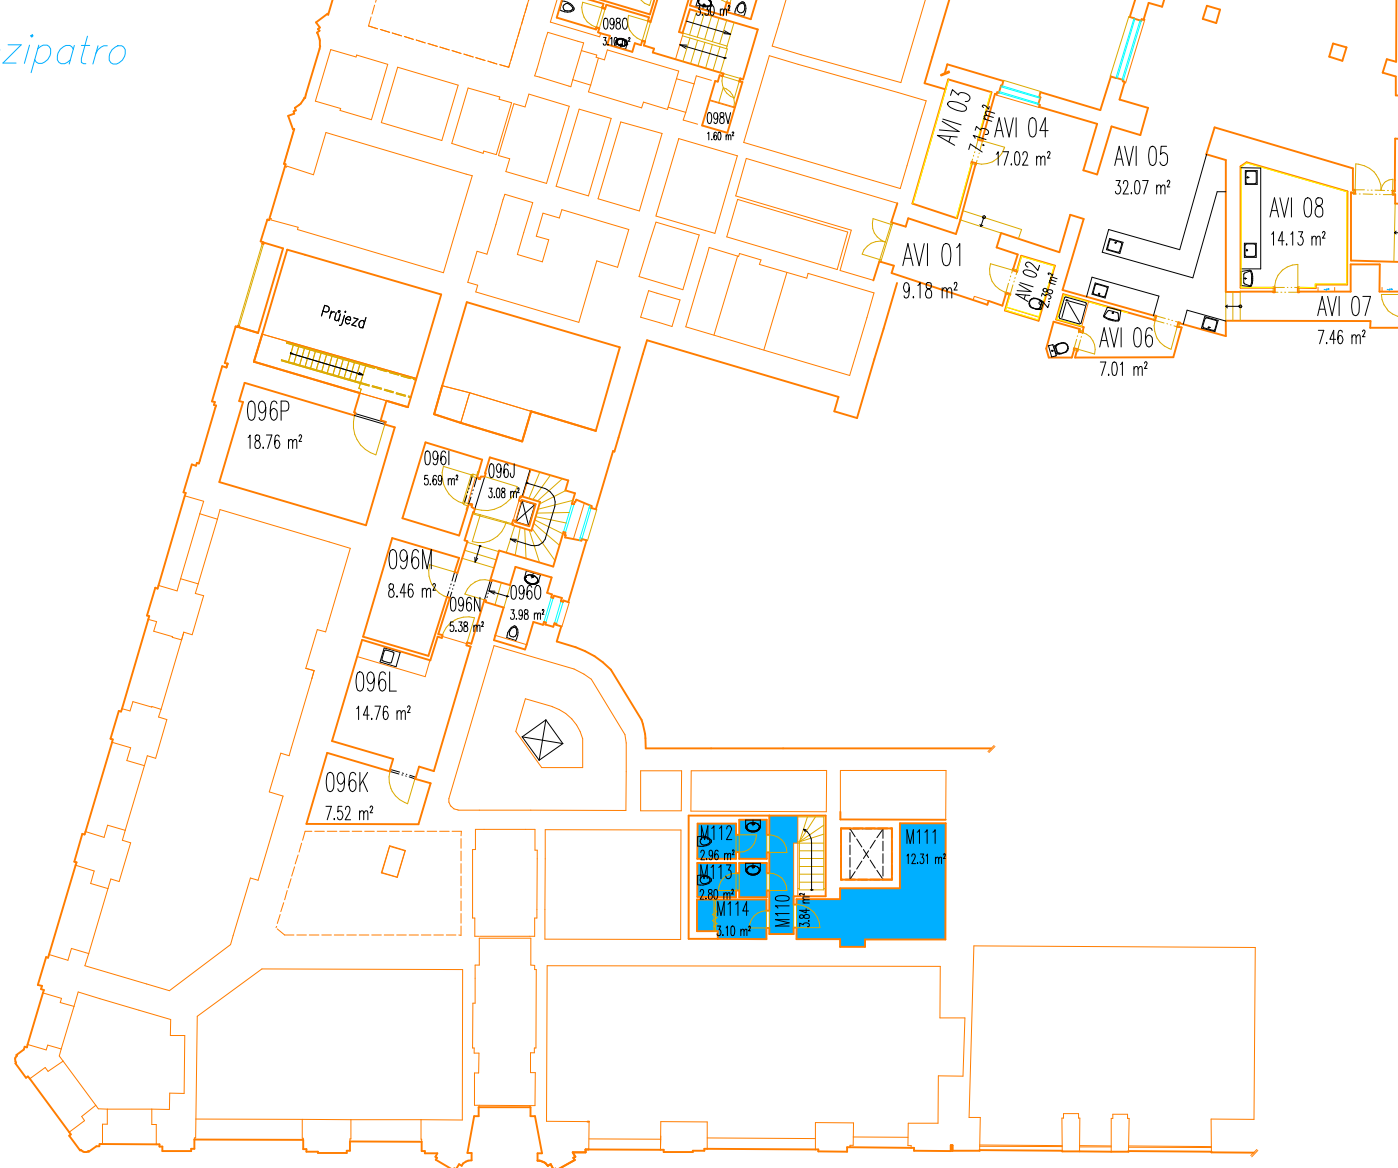 zipatro
3.30 m²
0980
098V
1.60 m²
AVI 03
7.13 m²
AVI 04
17.02 m²
AVI 05
32.07 m²
AVI 08
14.13 m²
AVI 01
9.18 m²
AVI 02
2.38 m²
AVI 07
7.46 m²
AVI 06
7.01 m²
Průjezd
096P
18.76 m²
096I
5.69 m²
096J
3.08 m²
096M
8.46 m²
096N
5.38 m²
096O
3.98 m²
096L
14.76 m²
096K
7.52 m²
M112
2.96 m²
M113
2.80 m²
M114
3.10 m²
M110
3.84 m²
M111
12.31 m²